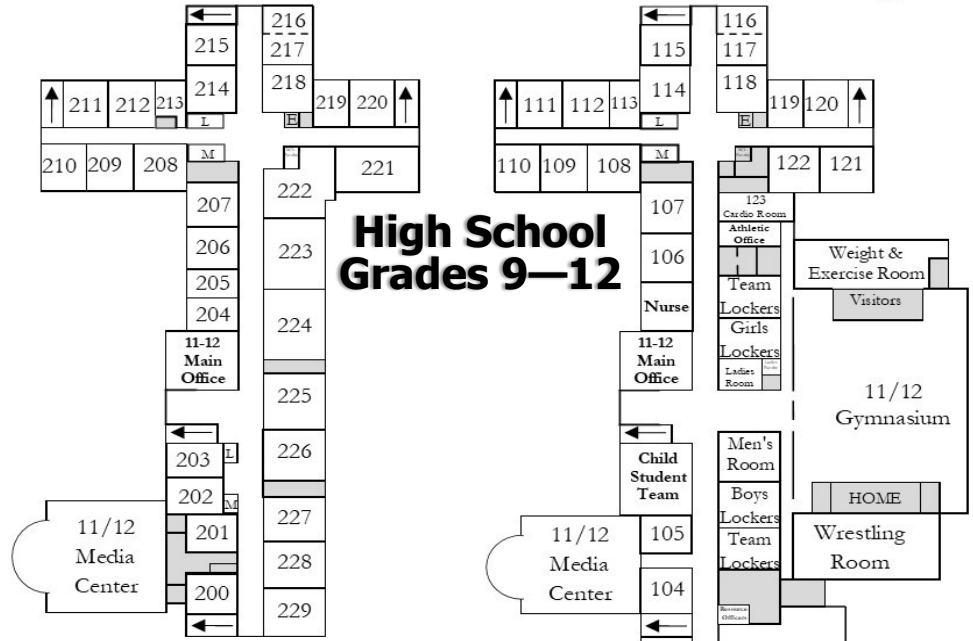 216
215
217
214
218
211
212
213
219
220
L
E
M
210
209
208
221
222
207
206
223
205
204
224
11-12
Main
Office
225
203
L
226
202
M
201
227
11/12
Media
Center
228
200
229
High School
Grades 9—12
116
115
117
114
118
111
112
113
119
120
L
E
M
110
109
108
122
121
107
123
Cardio Room
Athletic
Office
106
Weight &
Exercise Room
Team
Lockers
Visitors
Nurse
Girls
Lockers
11-12
Main
Office
Ladies
Room
11/12
Gymnasium
Men's
Room
Child
Student
Team
Boys
Lockers
HOME
105
11/12
Media
Center
Team
Lockers
Wrestling
Room
104
Resource
Officers